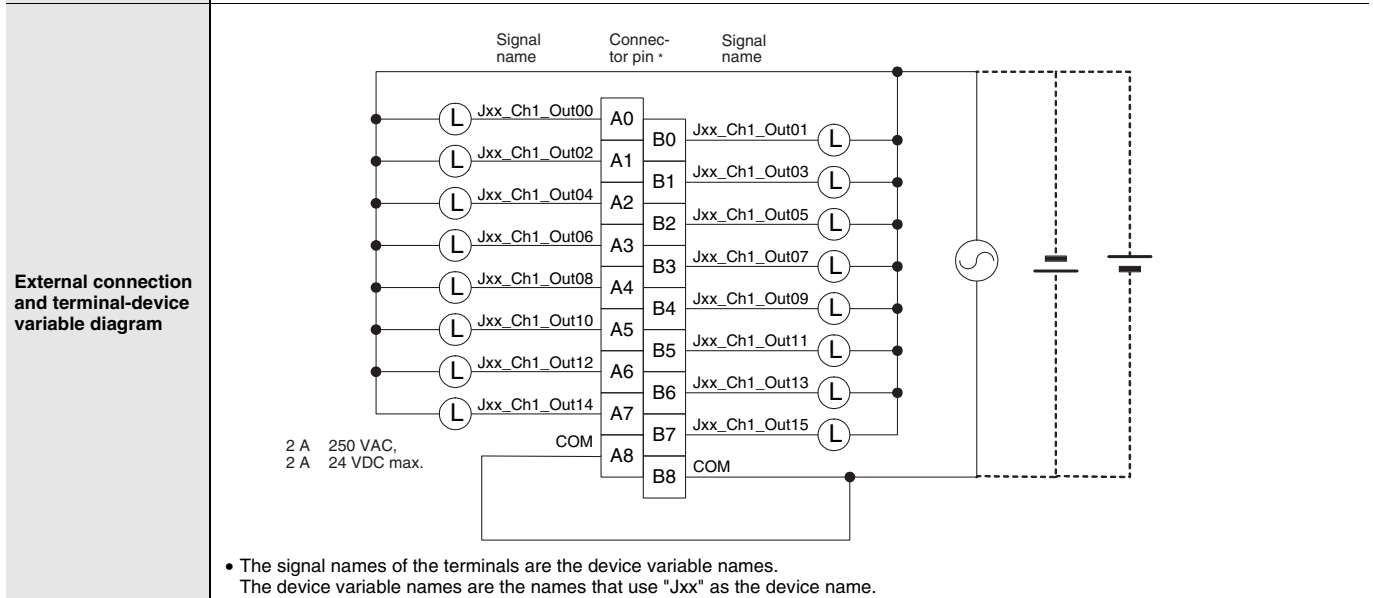 External connection
and terminal-device
variable diagram
Signal
name
Connec-
tor pin *
Signal
name
L Jxx_Ch1_Out00 A0
B0 Jxx_Ch1_Out01 L
L Jxx_Ch1_Out02 A1
B1 Jxx_Ch1_Out03 L
L Jxx_Ch1_Out04 A2
B2 Jxx_Ch1_Out05 L
L Jxx_Ch1_Out06 A3
B3 Jxx_Ch1_Out07 L
L Jxx_Ch1_Out08 A4
B4 Jxx_Ch1_Out09 L
L Jxx_Ch1_Out10 A5
B5 Jxx_Ch1_Out11 L
L Jxx_Ch1_Out12 A6
B6 Jxx_Ch1_Out13 L
L Jxx_Ch1_Out14 A7
B7 Jxx_Ch1_Out15 L
COM A8
B8 COM
2 A 250 VAC,
2 A 24 VDC max.
• The signal names of the terminals are the device variable names.
The device variable names are the names that use "Jxx" as the device name.